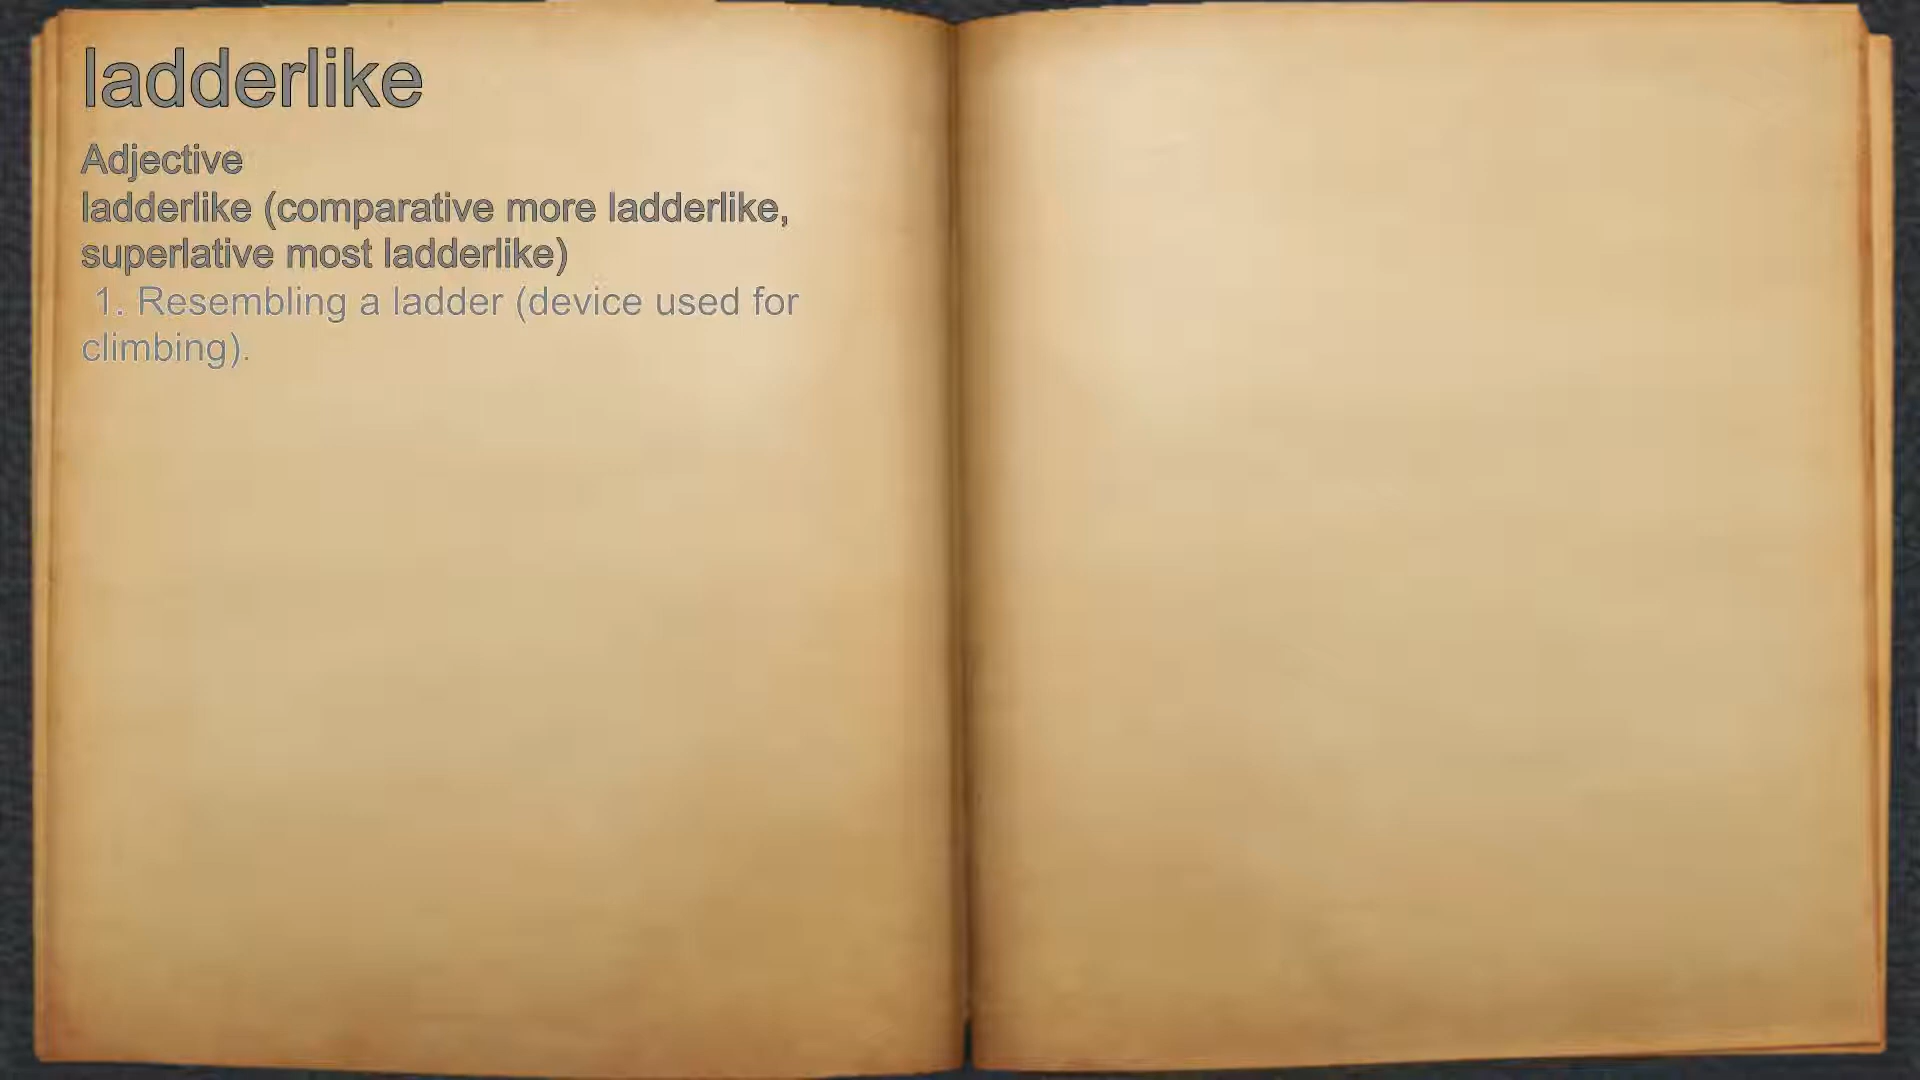 ladderlike
Adjective
ladderlike (comparative more ladderlike,
superlative most ladderlike)
1. Resembling a ladder (device used for
climbing).